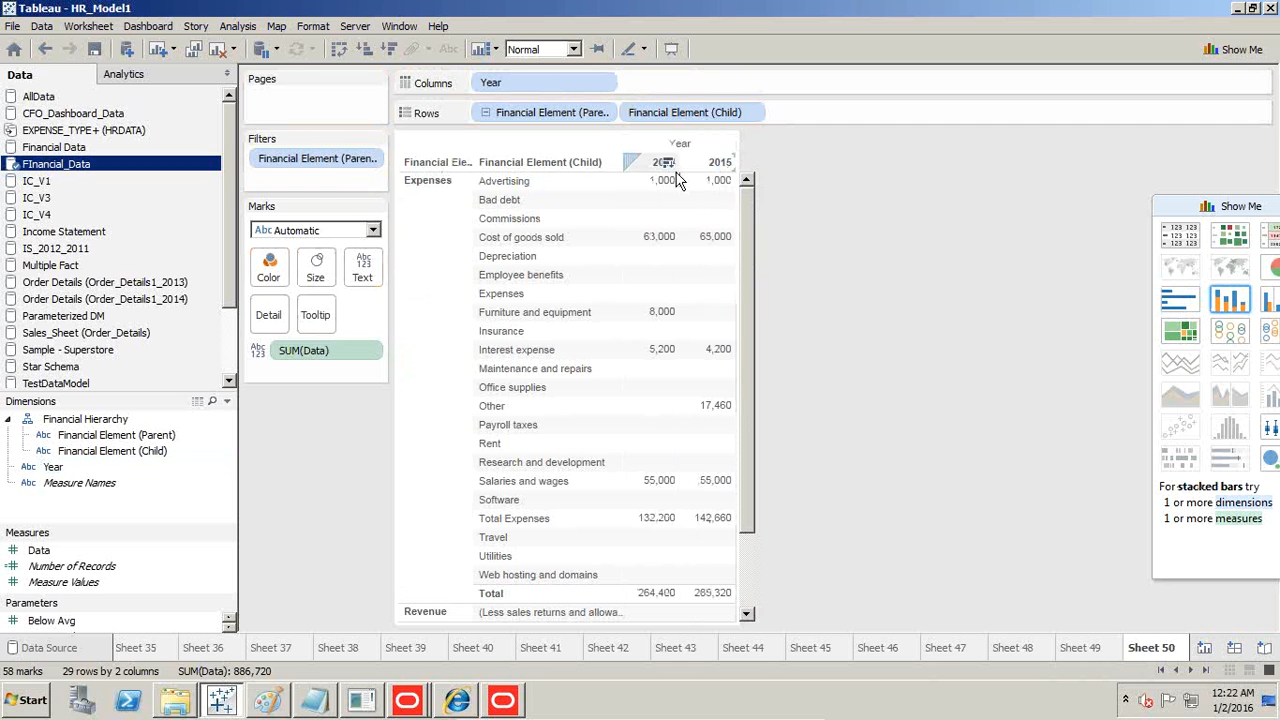 Tableau - HR_Model1
File Data Worksheet Dashboard Story Analysis Map Format Server Window Help
Abc Normal Show Me
Data Analytics
AllData
CFO_Dashboard_Data
EXPENSE_TYPE+ (HRDATA)
Financial Data
FInancial_Data
IC_V1
IC_V3
IC_V4
Income Statement
IS_2012_2011
Multiple Fact
Order Details (Order_Details1_2013)
Order Details (Order_Details1_2014)
Parameterized DM
Sales_Sheet (Order_Details)
Sample - Superstore
Star Schema
TestDataModel
Dimensions
Financial Hierarchy
Abc Financial Element (Parent)
Abc Financial Element (Child)
Abc Year
Abc Measure Names
Measures
Data
Number of Records
Measure Values
Parameters
Below Avg
Pages
Filters
Financial Element (Paren..
Marks
Abc Automatic
Abc
123
Color Size Text
Detail Tooltip
Abc
123
SUM(Data)
Columns Year
Rows Financial Element (Pare.. Financial Element (Child)
Year
Financial Ele.. Financial Element (Child) 2015
Expenses Advertising 1,000 1,000
Bad debt
Commissions
Cost of goods sold 63,000 65,000
Depreciation
Employee benefits
Expenses
Furniture and equipment 8,000
Insurance
Interest expense 5,200 4,200
Maintenance and repairs
Office supplies
Other 17,460
Payroll taxes
Rent
Research and development
Salaries and wages 55,000 55,000
Software
Total Expenses 132,200 142,660
Travel
Utilities
Web hosting and domains
Total 264,400 289,320
Revenue (Less sales returns and allowa..
Show Me
For stacked bars try
1 or more dimensions
1 or more measures
Data Source Sheet 35 Sheet 36 Sheet 37 Sheet 38 Sheet 39 Sheet 40 Sheet 41 Sheet 42 Sheet 43 Sheet 44 Sheet 45 Sheet 46 Sheet 47 Sheet 48 Sheet 49 Sheet 50
58 marks 29 rows by 2 columns SUM(Data): 886,720
Start
12:22 AM
1/2/2016